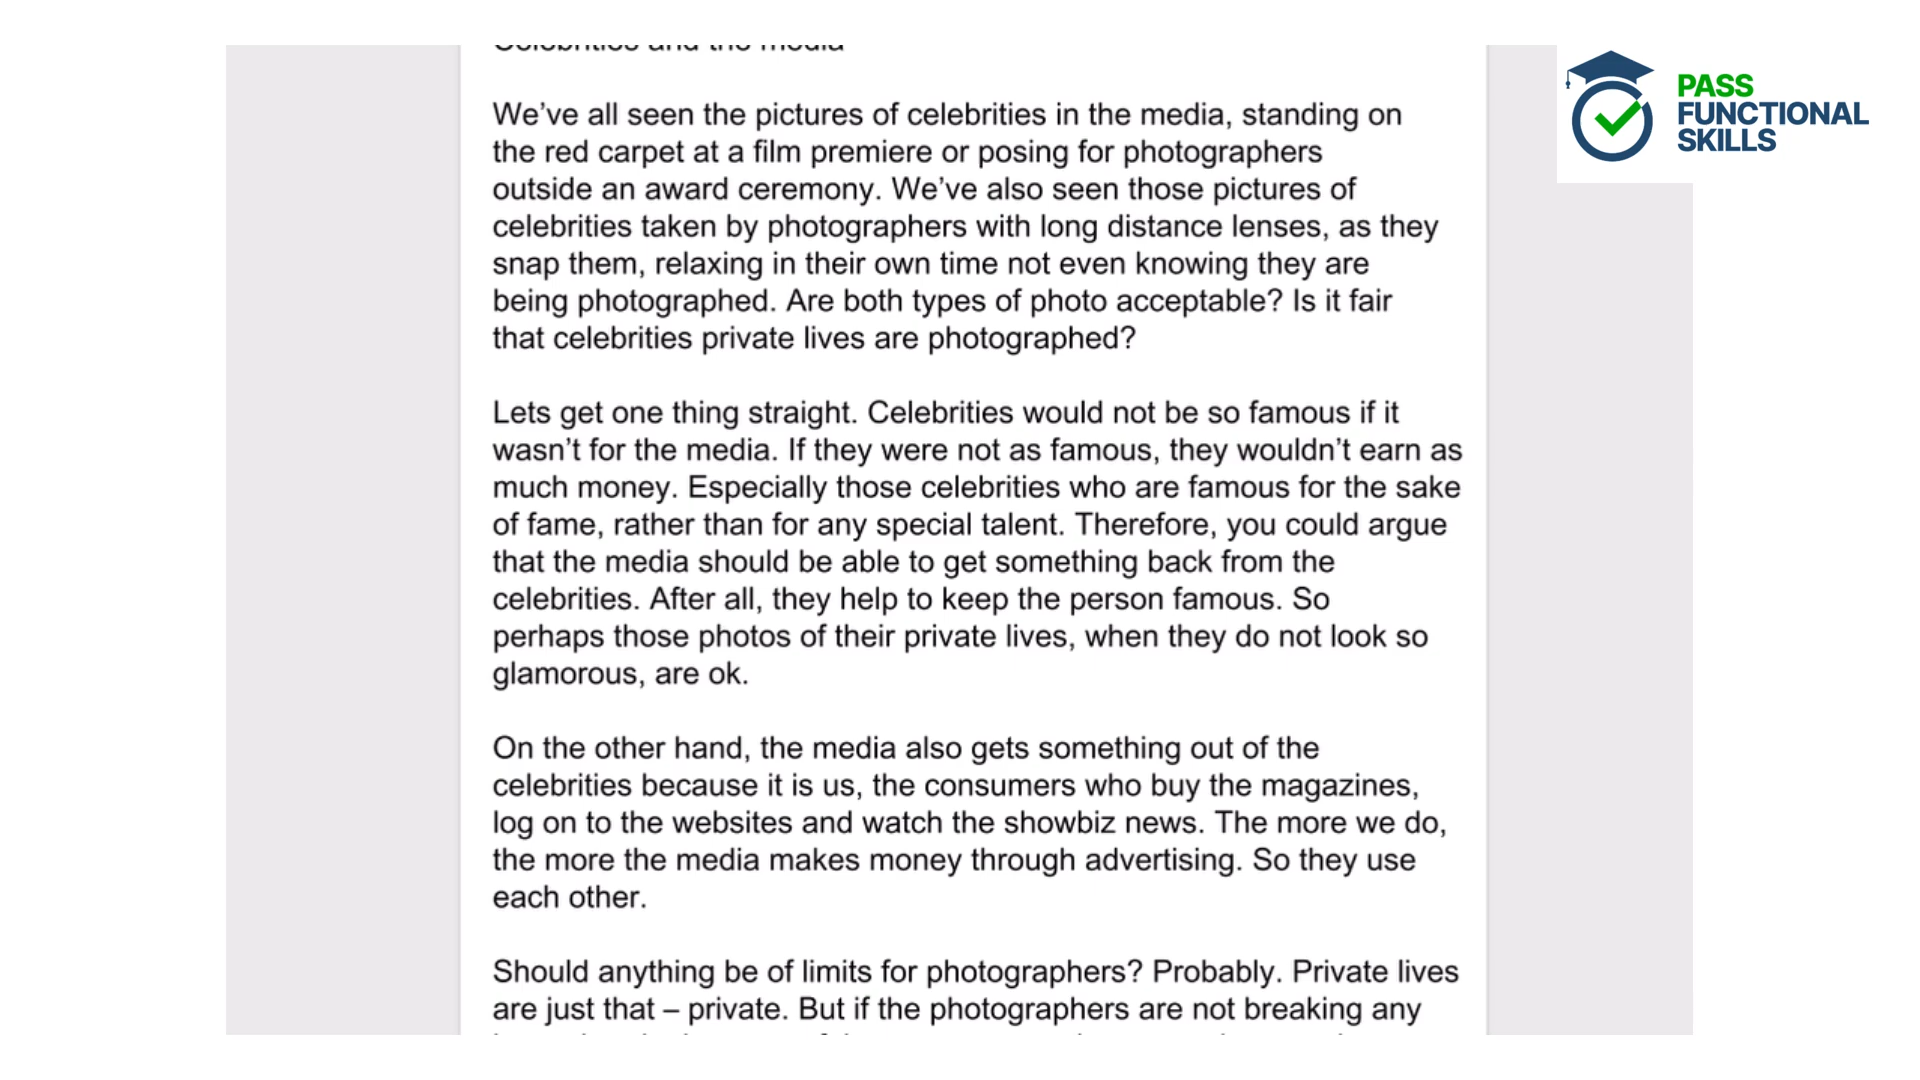 Celebrities and the media
We’ve all seen the pictures of celebrities in the media, standing on
the red carpet at a film premiere or posing for photographers
outside an award ceremony. We’ve also seen those pictures of
celebrities taken by photographers with long distance lenses, as they
snap them, relaxing in their own time not even knowing they are
being photographed. Are both types of photo acceptable? Is it fair
that celebrities private lives are photographed?
Lets get one thing straight. Celebrities would not be so famous if it
wasn’t for the media. If they were not as famous, they wouldn’t earn as
much money. Especially those celebrities who are famous for the sake
of fame, rather than for any special talent. Therefore, you could argue
that the media should be able to get something back from the
celebrities. After all, they help to keep the person famous. So
perhaps those photos of their private lives, when they do not look so
glamorous, are ok.
On the other hand, the media also gets something out of the
celebrities because it is us, the consumers who buy the magazines,
log on to the websites and watch the showbiz news. The more we do,
the more the media makes money through advertising. So they use
each other.
Should anything be of limits for photographers? Probably. Private lives
are just that – private. But if the photographers are not breaking any
PASS
FUNCTIONAL
SKILLS